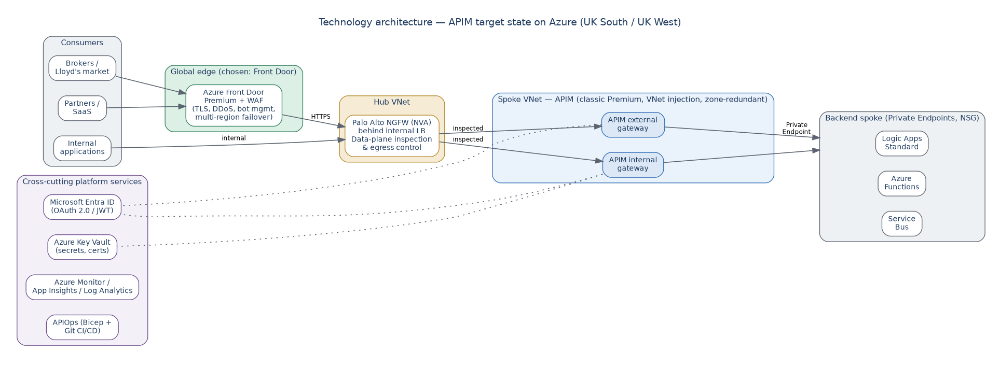 Technology architecture — APIM target state on Azure (UK South / UK West)
Consumers
Brokers /
Lloyd's market
Partners /
SaaS
Internal
applications
Global edge (chosen: Front Door)
Azure Front Door
Premium + WAF
(TLS, DDoS, bot mgmt,
multi-region failover)
HTTPS
internal
Hub VNet
Palo Alto NGFW (NVA)
behind internal LB
Data-plane inspection
& egress control
inspected
inspected
Spoke VNet — APIM (classic Premium, VNet injection, zone-redundant)
APIM external
gateway
APIM internal
gateway
Private
Endpoint
Backend spoke (Private Endpoints, NSG)
Logic Apps
Standard
Azure
Functions
Service
Bus
Cross-cutting platform services
Microsoft Entra ID
(OAuth 2.0 / JWT)
Azure Key Vault
(secrets, certs)
Azure Monitor /
App Insights / Log Analytics
APIOps (Bicep +
Git CI/CD)